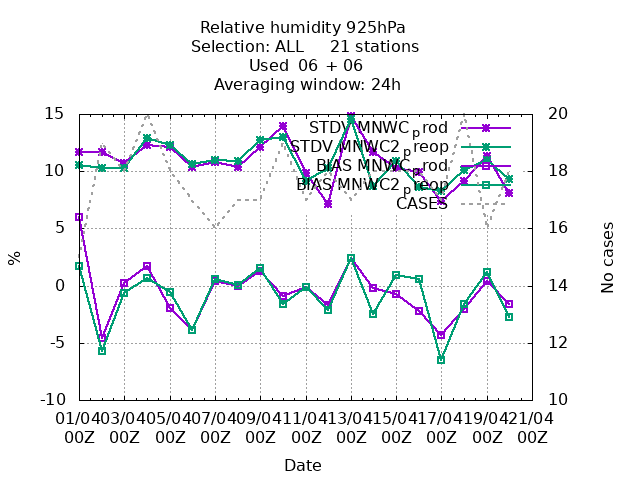 Relative humidity 925hPa
Selection: ALL 21 stations
Used 06 + 06
Averaging window: 24h
STDV MNWC_prod
STDV MNWC2_preop
BIAS MNWC_prod
BIAS MNWC2_preop
CASES
15
10
5
0
-5
-10
%
20
18
16
14
12
10
No cases
01/04 03/04 05/04 07/04 09/04 11/04 13/04 15/04 17/04 19/04 21/04
00Z 00Z 00Z 00Z 00Z 00Z 00Z 00Z 00Z 00Z 00Z
Date